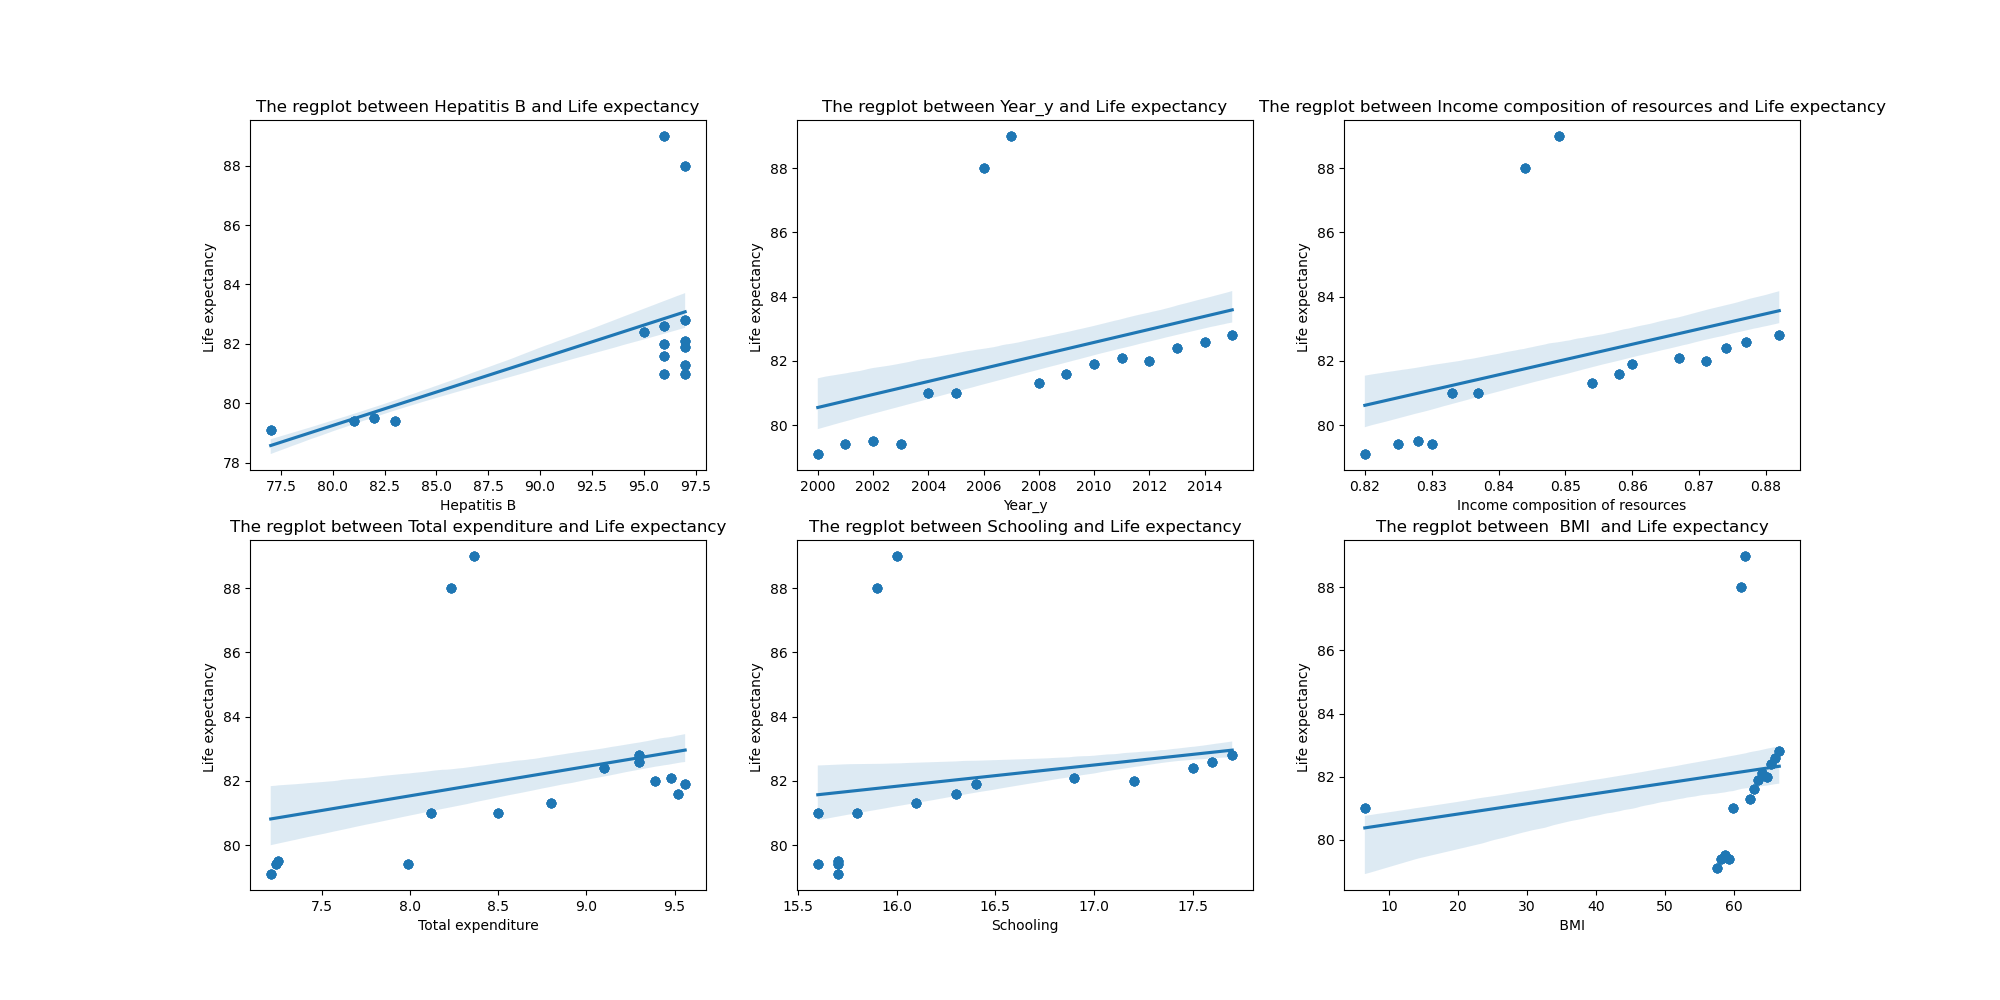 The regplot between Hepatitis B and Life expectancy
Life expectancy
88
86
84
82
80
78
77.5 80.0 82.5 85.0 87.5 90.0 92.5 95.0 97.5
Hepatitis B
The regplot between Year_y and Life expectancy
Life expectancy
88
86
84
82
80
2000 2002 2004 2006 2008 2010 2012 2014
Year_y
The regplot between Income composition of resources and Life expectancy
Life expectancy
88
86
84
82
80
0.82 0.83 0.84 0.85 0.86 0.87 0.88
Income composition of resources
The regplot between Total expenditure and Life expectancy
Life expectancy
88
86
84
82
80
7.5 8.0 8.5 9.0 9.5
Total expenditure
The regplot between Schooling and Life expectancy
Life expectancy
88
86
84
82
80
15.5 16.0 16.5 17.0 17.5
Schooling
The regplot between  BMI  and Life expectancy
Life expectancy
88
86
84
82
80
10 20 30 40 50 60
BMI